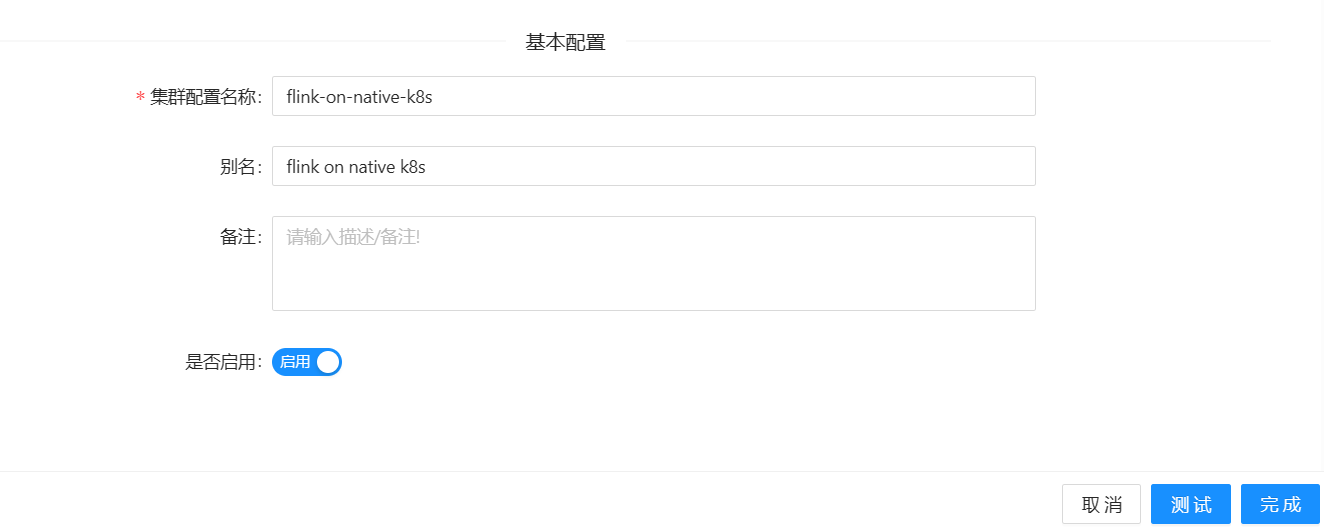 基本配置
* 集群配置名称: flink-on-native-k8s
别名: flink on native k8s
备注: 请输入描述/备注!
是否启用: 启用
取消 测试 完成